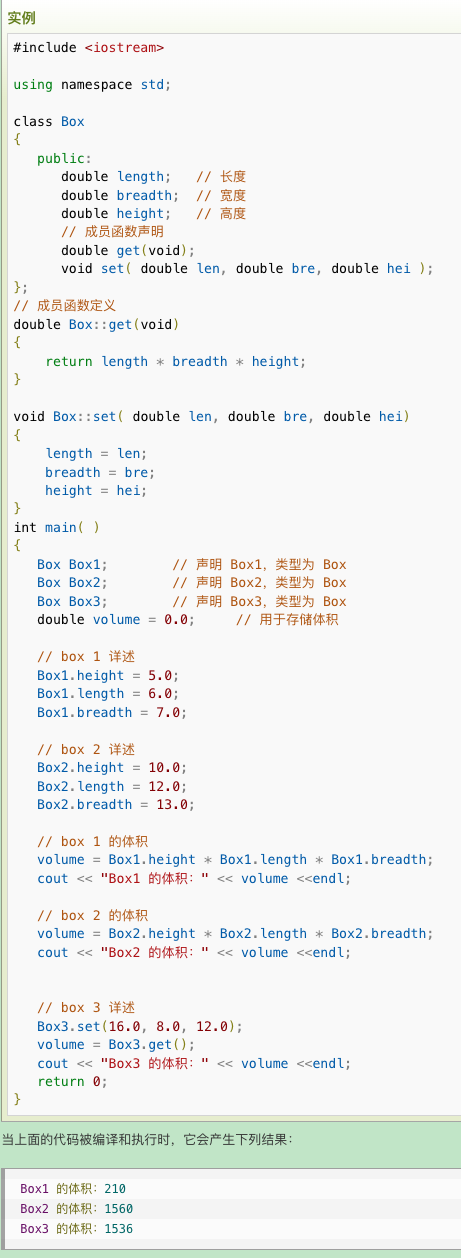 实例
#include <iostream>
using namespace std;
class Box
{
   public:
      double length;   // 长度
      double breadth;  // 宽度
      double height;   // 高度
      // 成员函数声明
      double get(void);
      void set( double len, double bre, double hei );
};
// 成员函数定义
double Box::get(void)
{
    return length * breadth * height;
}
void Box::set( double len, double bre, double hei)
{
    length = len;
    breadth = bre;
    height = hei;
}
int main( )
{
   Box Box1;        // 声明 Box1，类型为 Box
   Box Box2;        // 声明 Box2，类型为 Box
   Box Box3;        // 声明 Box3，类型为 Box
   double volume = 0.0;     // 用于存储体积
   // box 1 详述
   Box1.height = 5.0;
   Box1.length = 6.0;
   Box1.breadth = 7.0;
   // box 2 详述
   Box2.height = 10.0;
   Box2.length = 12.0;
   Box2.breadth = 13.0;
   // box 1 的体积
   volume = Box1.height * Box1.length * Box1.breadth;
   cout << "Box1 的体积：" << volume <<endl;
   // box 2 的体积
   volume = Box2.height * Box2.length * Box2.breadth;
   cout << "Box2 的体积：" << volume <<endl;
   // box 3 详述
   Box3.set(16.0, 8.0, 12.0);
   volume = Box3.get();
   cout << "Box3 的体积：" << volume <<endl;
   return 0;
}
当上面的代码被编译和执行时，它会产生下列结果：
Box1 的体积：210
Box2 的体积：1560
Box3 的体积：1536